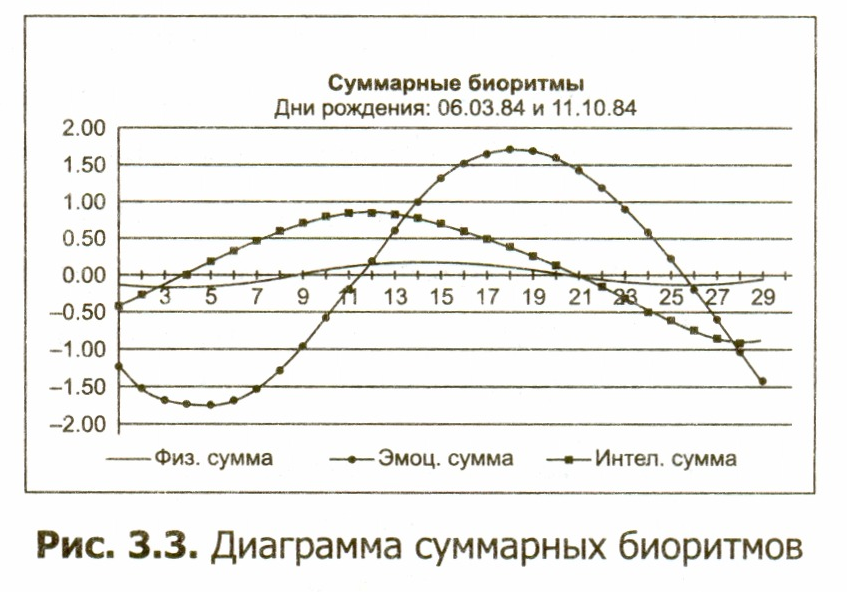 Суммарные биоритмы
Дни рождения: 06.03.84 и 11.10.84
2.00
1.50
1.00
0.50
0.00
3 5 7 9 11 13 15 17 19 21 23 25 27 29
–0.50
–1.00
–1.50
–2.00
Физ. сумма Эмоц. сумма Интел. сумма
Рис. 3.3. Диаграмма суммарных биоритмов